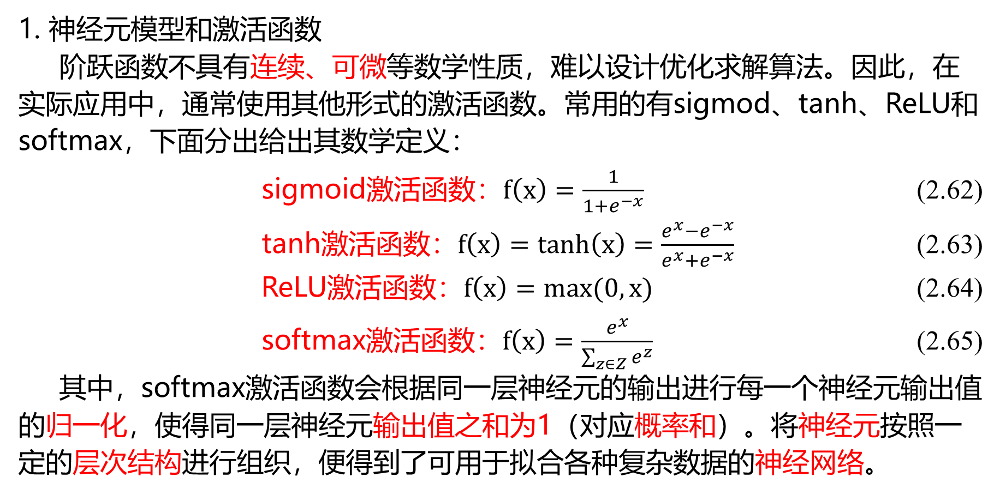 1. 神经元模型和激活函数
阶跃函数不具有连续、可微等数学性质，难以设计优化求解算法。因此，在
实际应用中，通常使用其他形式的激活函数。常用的有sigmod、tanh、ReLU和
softmax，下面分出给出其数学定义：
sigmoid激活函数：f(x) = \frac{1}{1+e^{-x}} (2.62)
tanh激活函数：f(x) = tanh(x) = \frac{e^x-e^{-x}}{e^x+e^{-x}} (2.63)
ReLU激活函数：f(x) = max(0, x) (2.64)
softmax激活函数：f(x) = \frac{e^x}{\sum_{z∈Z} e^z} (2.65)
其中，softmax激活函数会根据同一层神经元的输出进行每一个神经元输出值
的归一化，使得同一层神经元输出值之和为1（对应概率和）。将神经元按照一
定的层次结构进行组织，便得到了可用于拟合各种复杂数据的神经网络。